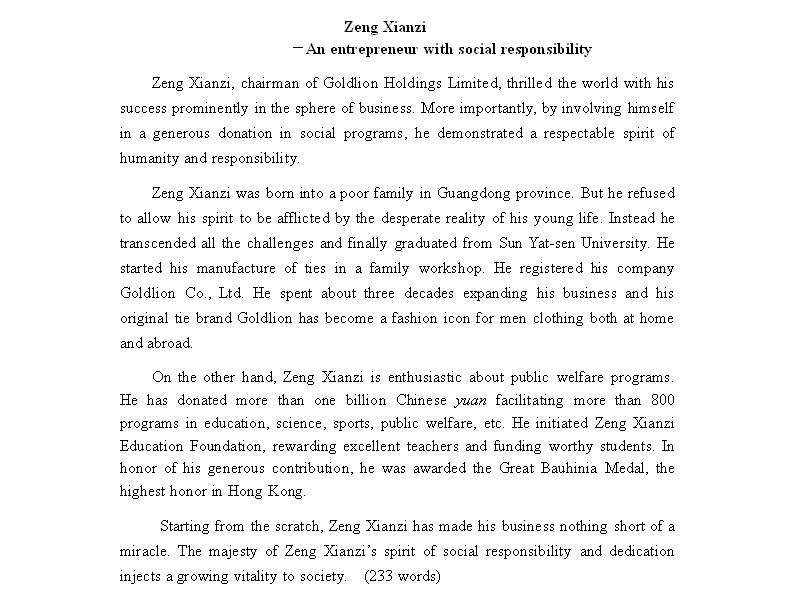 Zeng Xianzi
—An entrepreneur with social responsibility
Zeng Xianzi, chairman of Goldlion Holdings Limited, thrilled the world with his
success prominently in the sphere of business. More importantly, by involving himself
in a generous donation in social programs, he demonstrated a respectable spirit of
humanity and responsibility.
Zeng Xianzi was born into a poor family in Guangdong province. But he refused
to allow his spirit to be afflicted by the desperate reality of his young life. Instead he
transcended all the challenges and finally graduated from Sun Yat-sen University. He
started his manufacture of ties in a family workshop. He registered his company
Goldlion Co., Ltd. He spent about three decades expanding his business and his
original tie brand Goldlion has become a fashion icon for men clothing both at home
and abroad.
On the other hand, Zeng Xianzi is enthusiastic about public welfare programs.
He has donated more than one billion Chinese yuan facilitating more than 800
programs in education, science, sports, public welfare, etc. He initiated Zeng Xianzi
Education Foundation, rewarding excellent teachers and funding worthy students. In
honor of his generous contribution, he was awarded the Great Bauhinia Medal, the
highest honor in Hong Kong.
Starting from the scratch, Zeng Xianzi has made his business nothing short of a
miracle. The majesty of Zeng Xianzi's spirit of social responsibility and dedication
injects a growing vitality to society. (233 words)